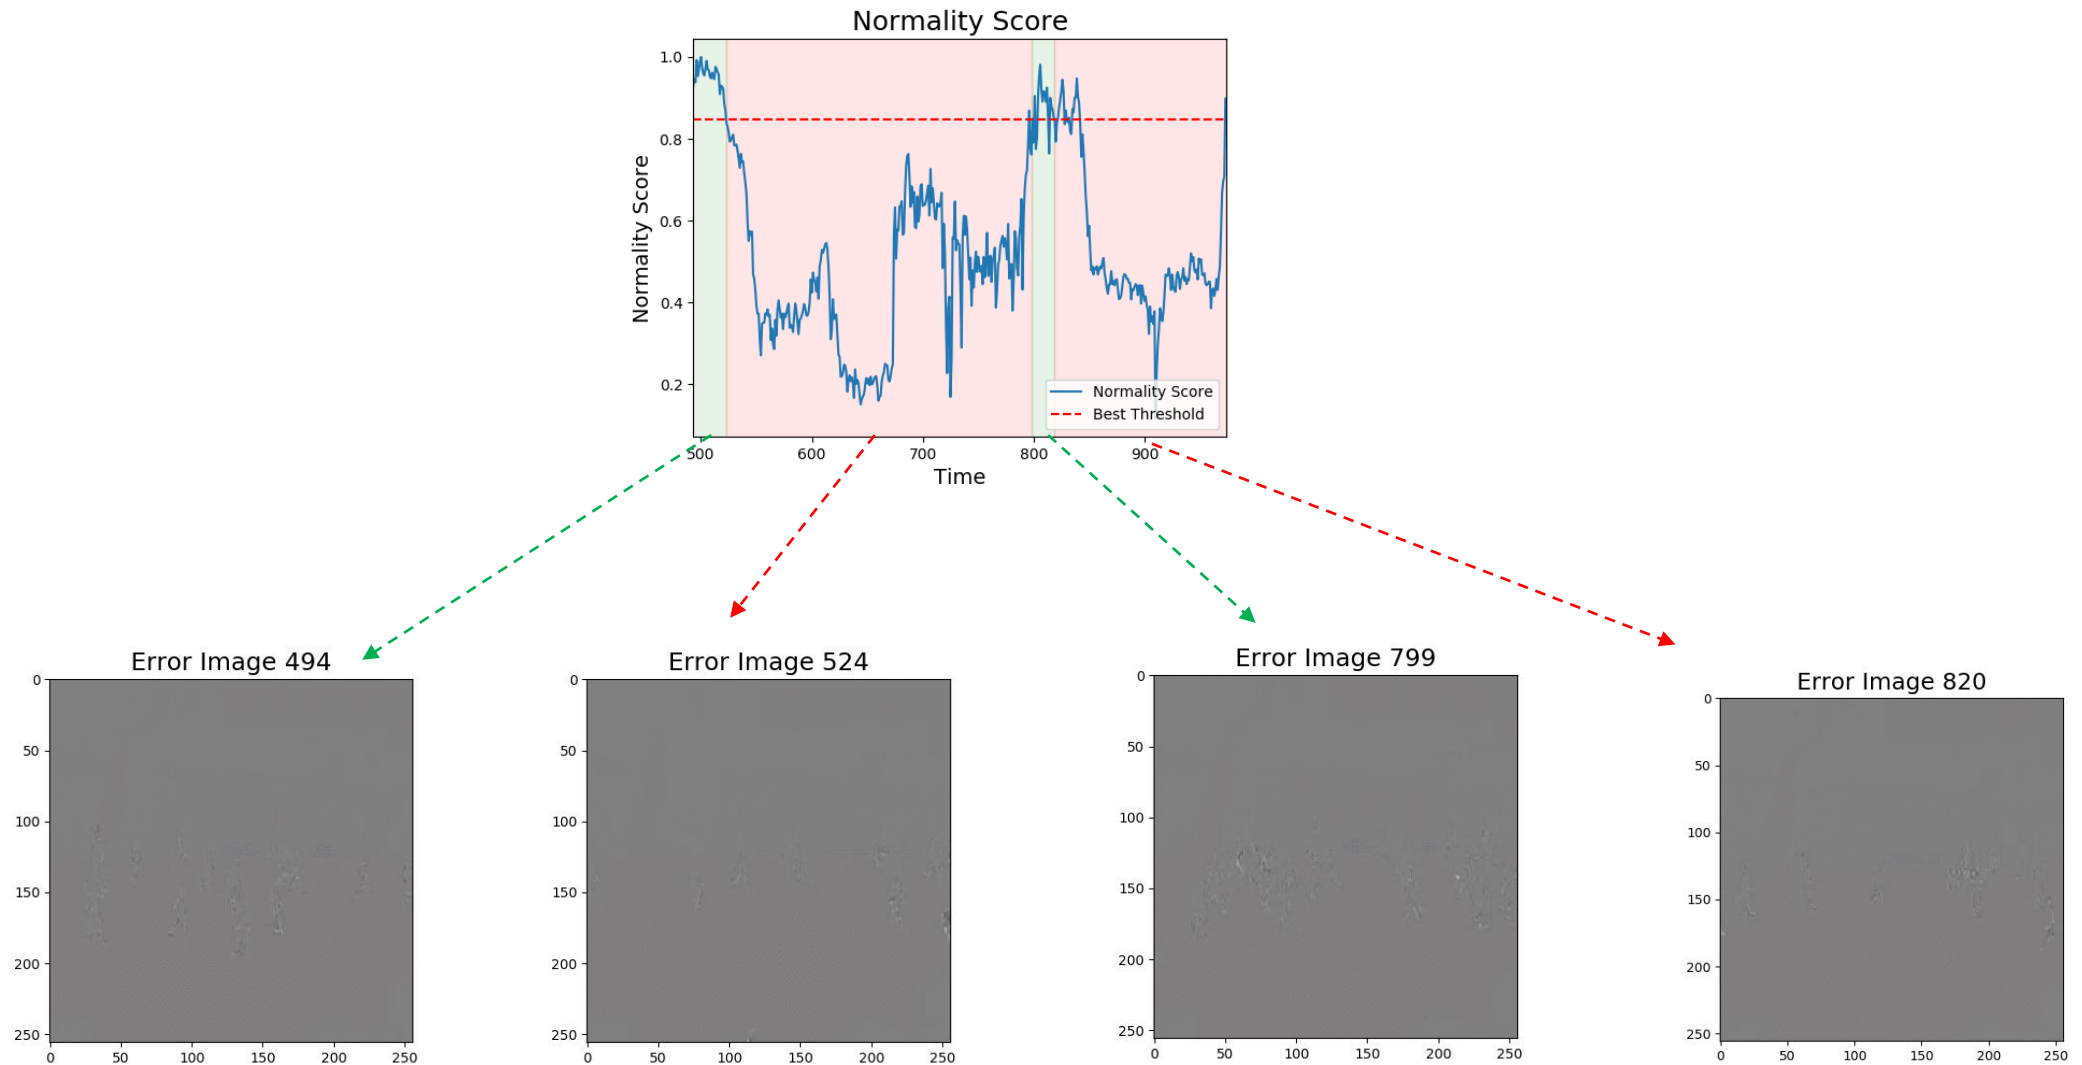 Normality Score
1.0
0.8
0.6
0.4
0.2
Normality Score
Normality Score
Best Threshold
500 600 700 800 900
Time
Error Image 494
0
50
100
150
200
250
0 50 100 150 200 250
Error Image 524
0
50
100
150
200
250
0 50 100 150 200 250
Error Image 799
0
50
100
150
200
250
0 50 100 150 200 250
Error Image 820
0
50
100
150
200
250
0 50 100 150 200 250